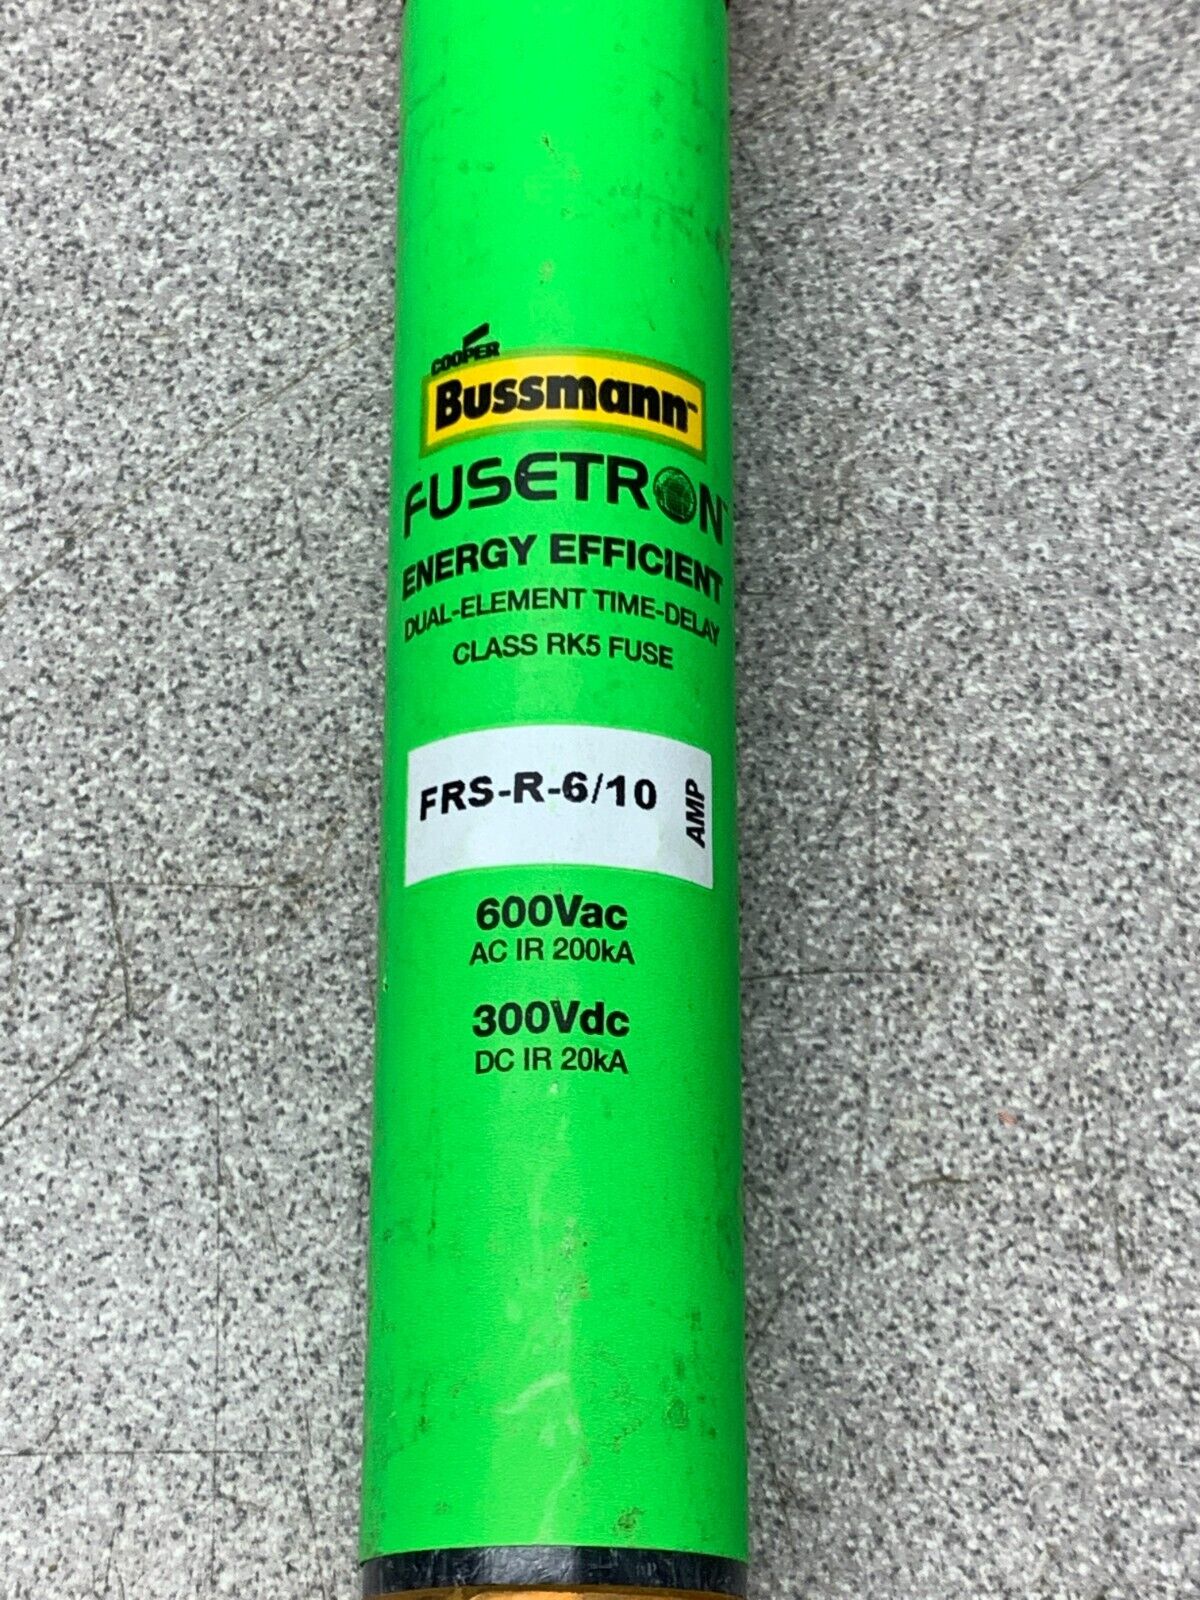 COOPER
Bussmann
FUSETRON™
ENERGY EFFICIENT
DUAL-ELEMENT TIME-DELAY
CLASS RK5 FUSE
FRS-R-6/10
AMP
600Vac
AC IR 200kA
300Vdc
DC IR 20kA